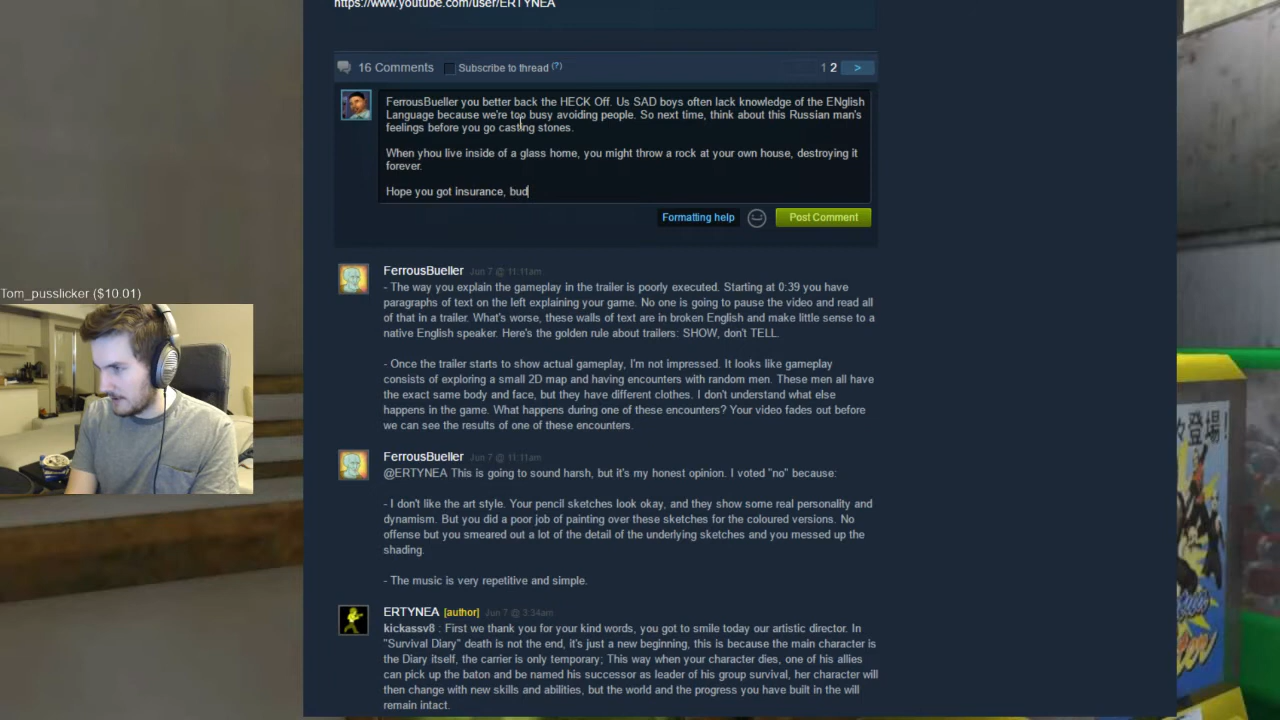 https://www.youtube.com/user/ERTYNEA
16 Comments Subscribe to thread (?) 1 2 >
FerrousBueller you better back the HECK Off. Us SAD boys often lack knowledge of the ENglish
Language because we're too busy avoiding people. So next time, think about this Russian man's
feelings before you go casting stones.
When yhou live inside of a glass home, you might throw a rock at your own house, destroying it
forever.
Hope you got insurance, bud
Formatting help Post Comment
FerrousBueller Jun 7 @ 11:11am
- The way you explain the gameplay in the trailer is poorly executed. Starting at 0:39 you have
paragraphs of text on the left explaining your game. No one is going to pause the video and read all
of that in a trailer. What's worse, these walls of text are in broken English and make little sense to a
native English speaker. Here's the golden rule about trailers: SHOW, don't TELL.
- Once the trailer starts to show actual gameplay, I'm not impressed. It looks like gameplay
consists of exploring a small 2D map and having encounters with random men. These men all have
the exact same body and face, but they have different clothes. I don't understand what else
happens in the game. What happens during one of these encounters? Your video fades out before
we can see the results of one of these encounters.
FerrousBueller Jun 7 @ 11:11am
@ERTYNEA This is going to sound harsh, but it's my honest opinion. I voted "no" because:
- I don't like the art style. Your pencil sketches look okay, and they show some real personality and
dynamism. But you did a poor job of painting over these sketches for the coloured versions. No
offense but you smeared out a lot of the detail of the underlying sketches and you messed up the
shading.
- The music is very repetitive and simple.
ERTYNEA [author] Jun 7 @ 3:34am
kickassv8 : First we thank you for your kind words, you got to smile today our artistic director. In
"Survival Diary" death is not the end, it's just a new beginning, this is because the main character is
the Diary itself, the carrier is only temporary; This way when your character dies, one of his allies
can pick up the baton and be named his successor as leader of his group survival, her character will
then change with new skills and abilities, but the world and the progress you have built in the will
remain intact.
Tom_pusslicker ($10.01)
登場!